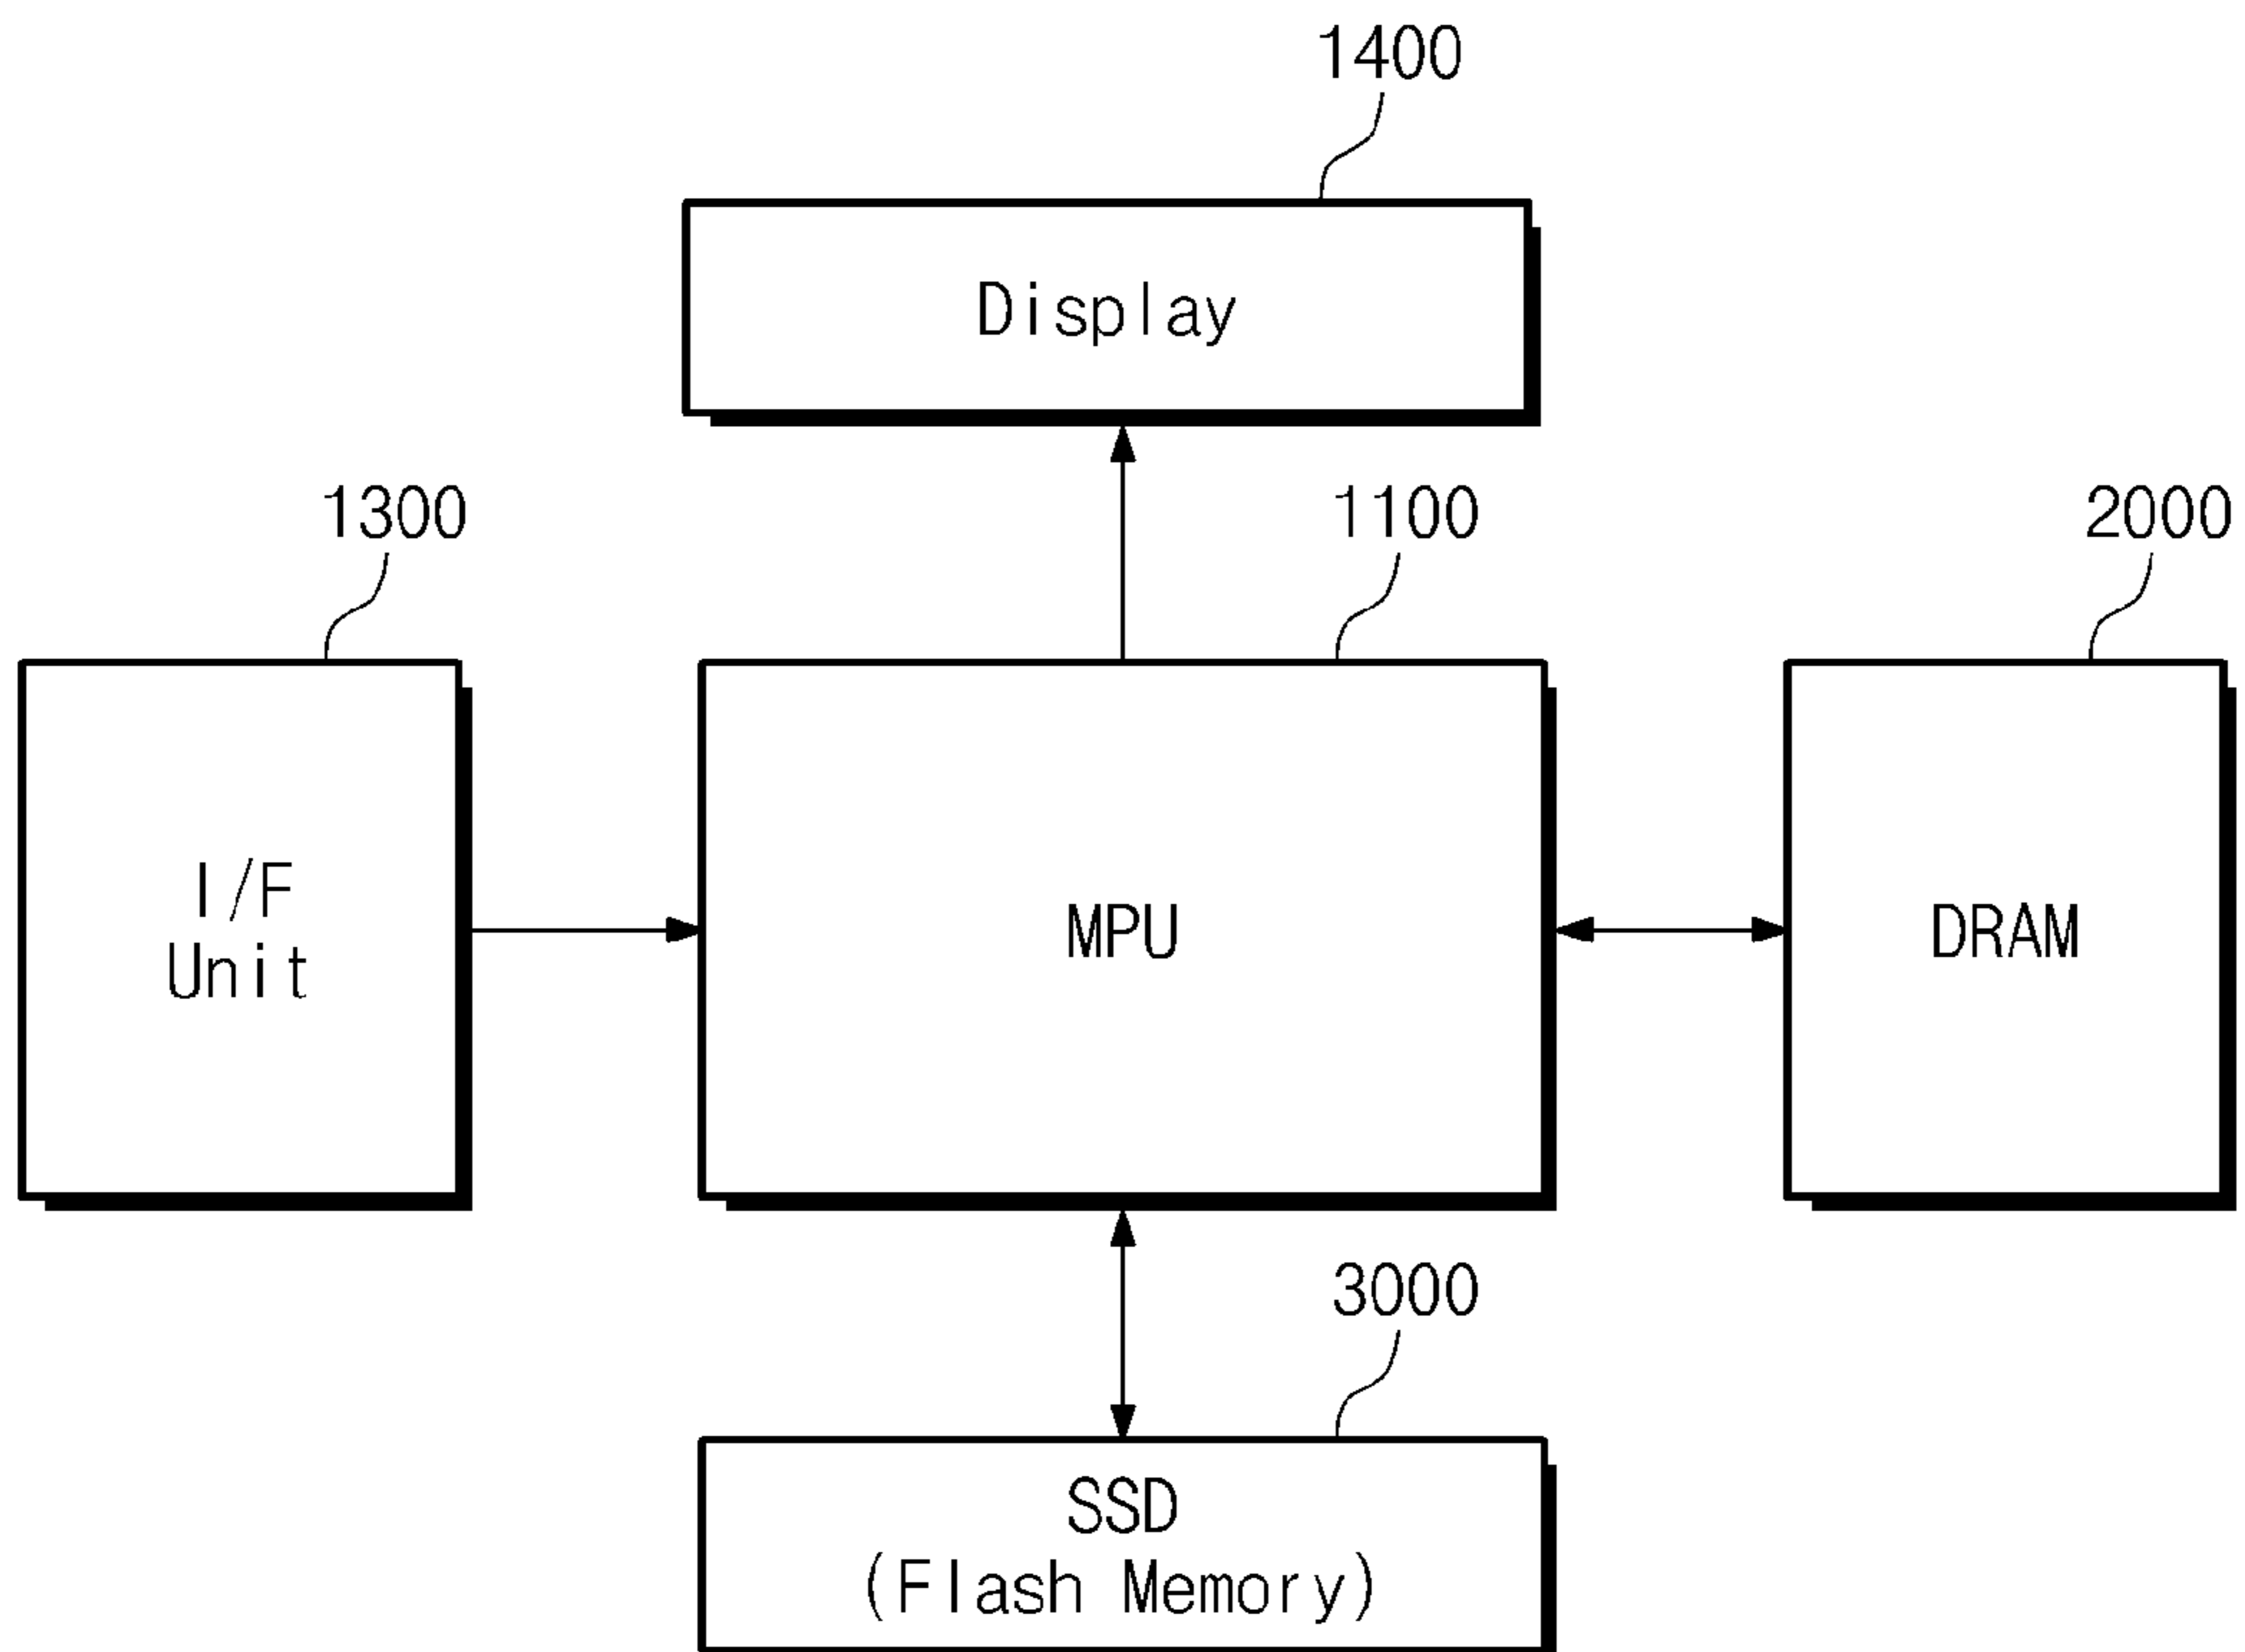 1400
Display
1300
1100
2000
I/F
Unit
MPU
DRAM
3000
SSD
(Flash Memory)